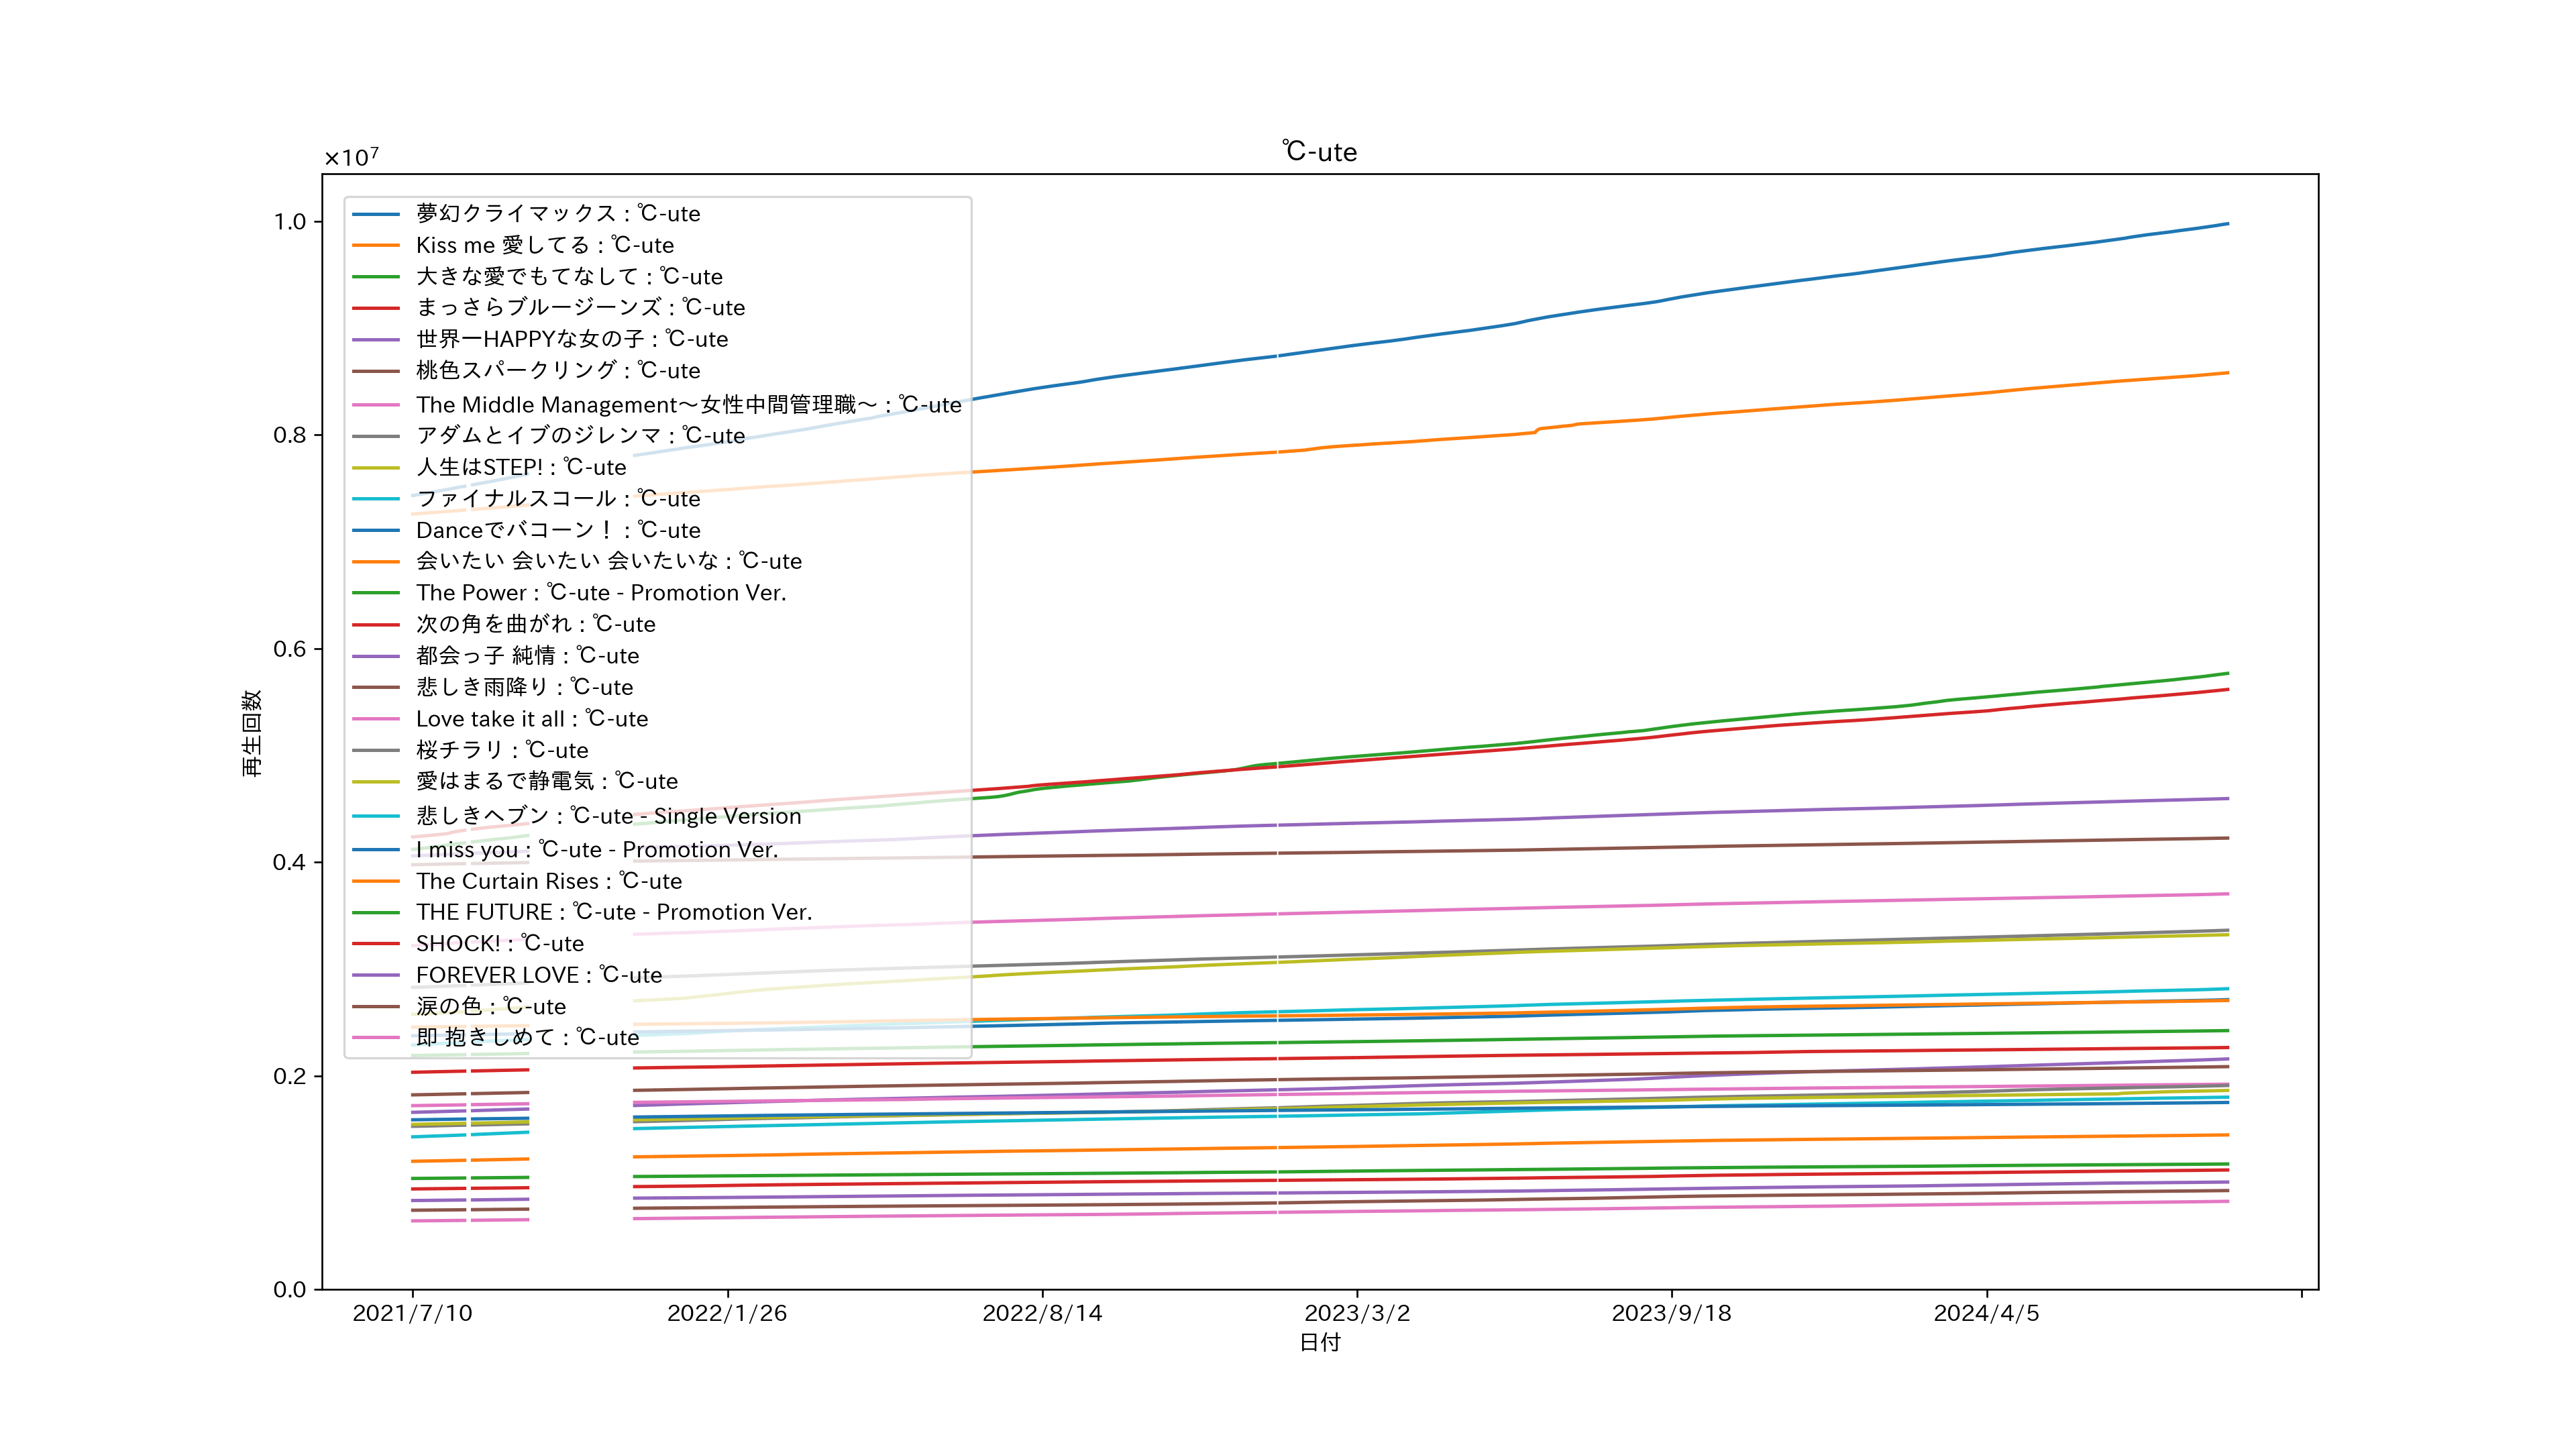 ℃-ute
×10⁷
1.0
0.8
0.6
0.4
0.2
0.0
再生回数
夢幻クライマックス : ℃-ute
Kiss me 愛してる : ℃-ute
大きな愛でもてなして : ℃-ute
まっさらブルージーンズ : ℃-ute
世界一HAPPYな女の子 : ℃-ute
桃色スパークリング : ℃-ute
The Middle Management～女性中間管理職～ : ℃-ute
アダムとイブのジレンマ : ℃-ute
人生はSTEP! : ℃-ute
ファイナルスコール : ℃-ute
Danceでバコーン！ : ℃-ute
会いたい 会いたい 会いたいな : ℃-ute
The Power : ℃-ute - Promotion Ver.
次の角を曲がれ : ℃-ute
都会っ子 純情 : ℃-ute
悲しき雨降り : ℃-ute
Love take it all : ℃-ute
桜チラリ : ℃-ute
愛はまるで静電気 : ℃-ute
悲しきヘブン : ℃-ute - Single Version
I miss you : ℃-ute - Promotion Ver.
The Curtain Rises : ℃-ute
THE FUTURE : ℃-ute - Promotion Ver.
SHOCK! : ℃-ute
FOREVER LOVE : ℃-ute
涙の色 : ℃-ute
即 抱きしめて : ℃-ute
2021/7/10 2022/1/26 2022/8/14 2023/3/2 2023/9/18 2024/4/5
日付